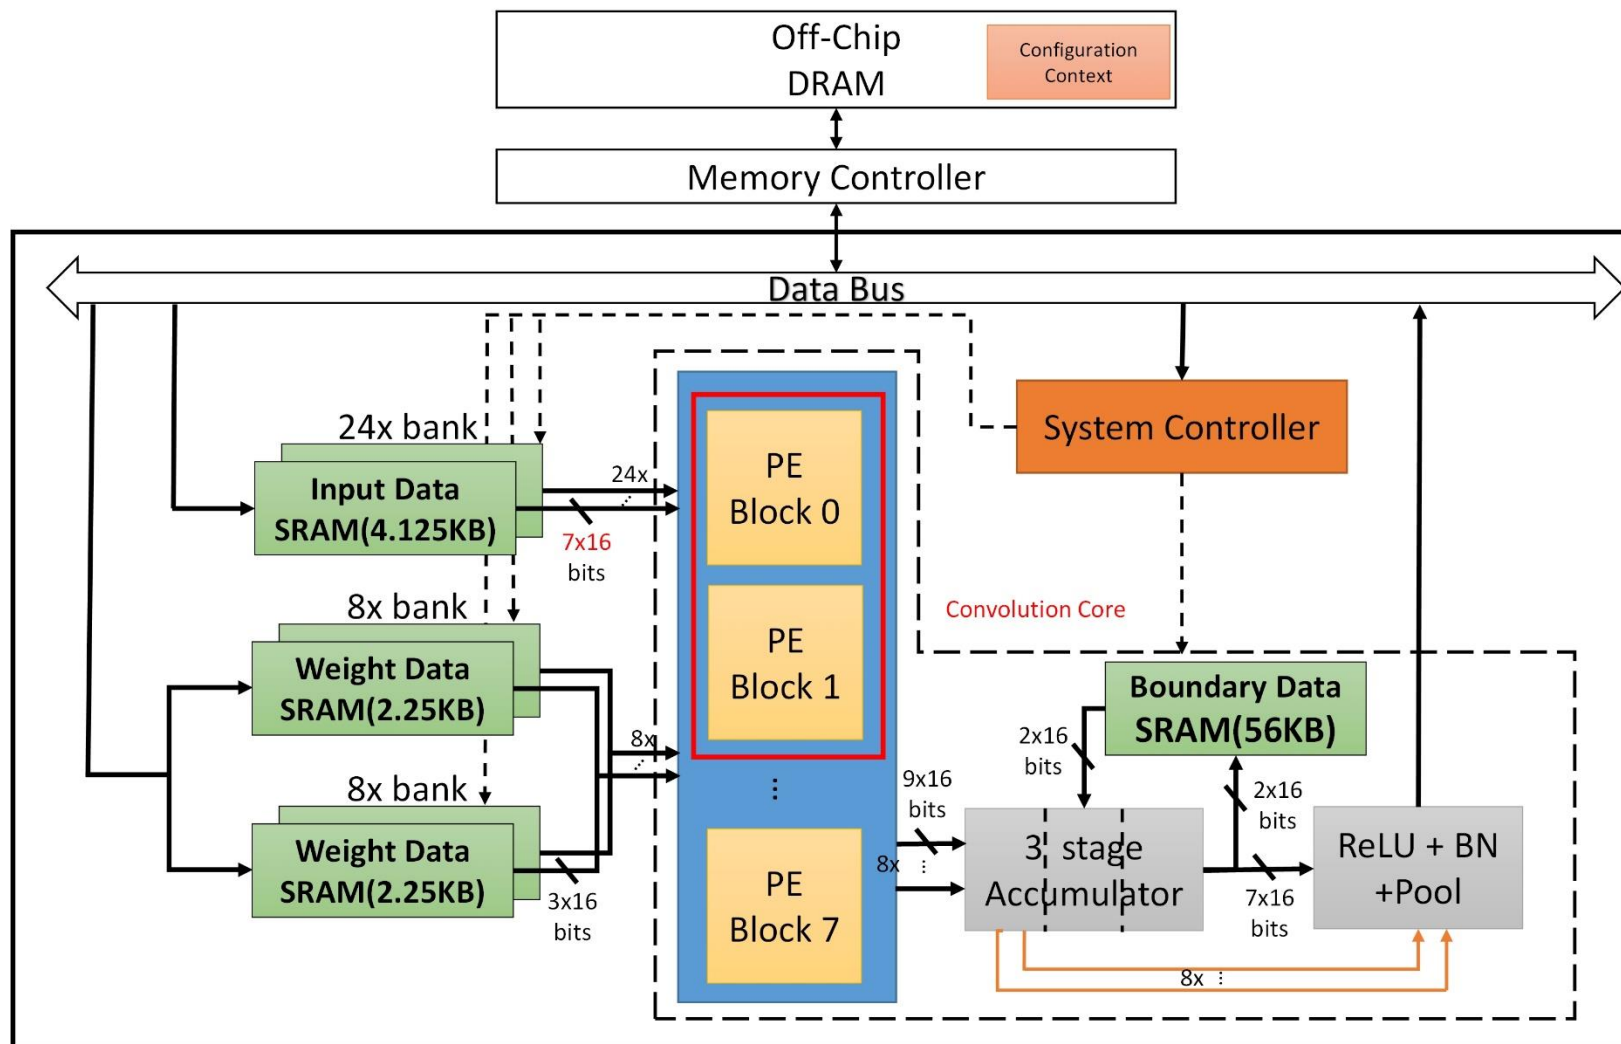 Off-Chip
DRAM
Configuration
Context
Memory Controller
Data Bus
24x bank
Input Data
SRAM(4.125KB)
24x
7x16
bits
8x bank
Weight Data
SRAM(2.25KB)
8x
8x bank
Weight Data
SRAM(2.25KB)
3x16
bits
PE
Block 0
PE
Block 1
PE
Block 7
System Controller
Convolution Core
Boundary Data
SRAM(56KB)
2x16
bits
2x16
bits
9x16
bits
8x
3 stage
Accumulator
7x16
bits
ReLU + BN
+Pool
8x